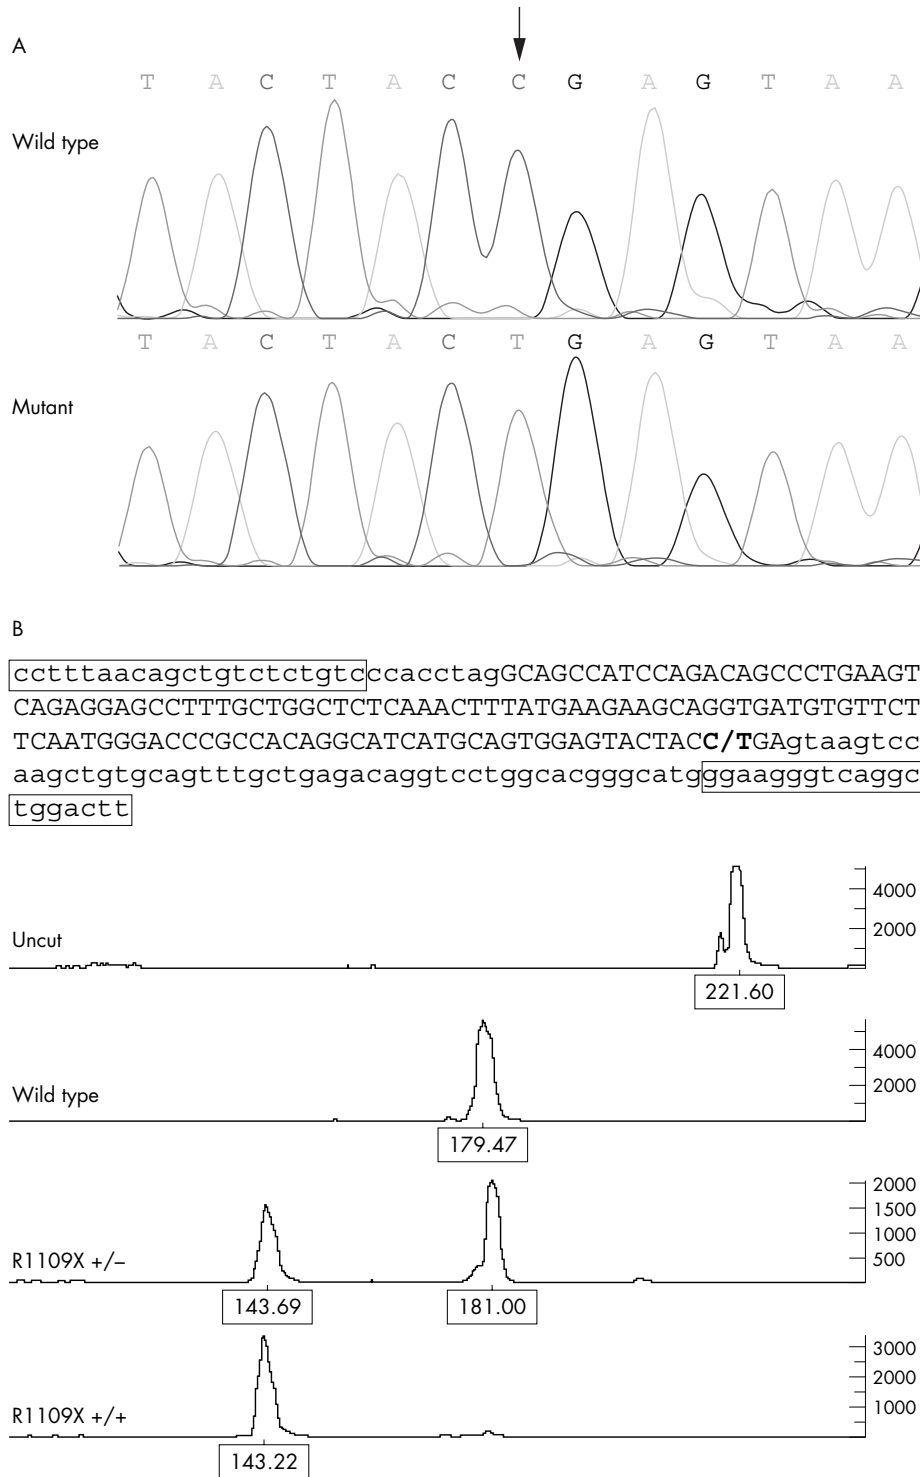 A
T A C T A C C G A G T A A
Wild type
T A C T A C T G A G T A A
Mutant
B
cctttaacagctgtctctgtcccacctagGCAGCCATCCAGACAGCCCTGAAGT
CAGAGGAGCCTTTGCTGGCTCTCAAACTTTATGAAGAAGCAGGTGATGTGTTCT
TCAATGGGACCCGCCACAGGCATCATGCAGTGGAGTACTACC/TGAgtaagtcc
aagctgtgcagtttgctgagacaggtcctggcacgggcatgggaagggtcaggc
tggactt
4000
2000
Uncut
221.60
4000
2000
Wild type
179.47
2000
1500
1000
500
R1109X +/–
143.69 181.00
3000
2000
1000
R1109X +/+
143.22